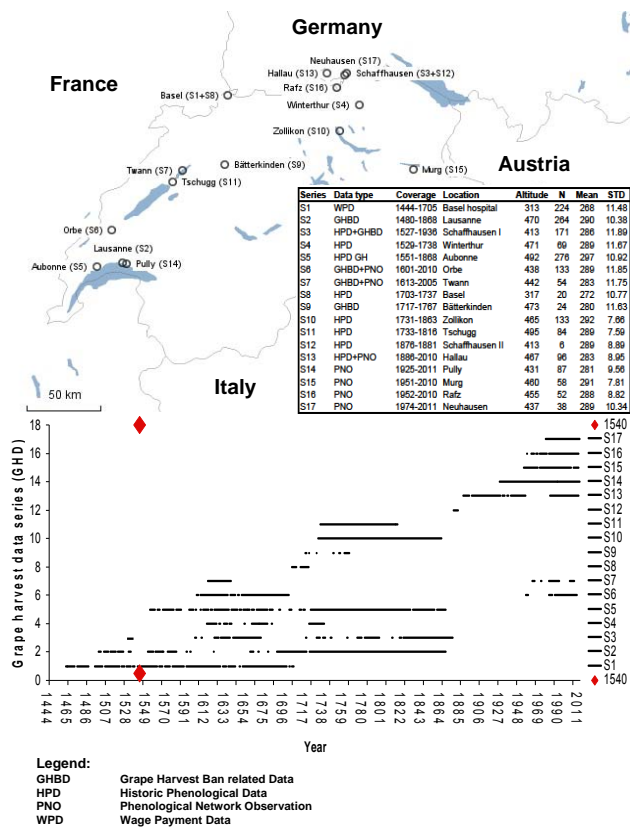 Germany
France
Neuhausen (S17)
Hallau (S13)
Schaffhausen (S3+S12)
Rafz (S16)
Basel (S1+S8)
Winterthur (S4)
Zollikon (S10)
Bätterkinden (S9)
Twann (S7)
Tschugg (S11)
Murg (S15)
Austria
Orbe (S6)
Lausanne (S2)
Aubonne (S5)
Pully (S14)
50 km
Italy
Series Data type Coverage Location Altitude N Mean STD
S1 WPD 1444-1705 Basel hospital 313 224 268 11.48
S2 GHBD 1480-1868 Lausanne 470 264 290 10.38
S3 HPD+GHBD 1527-1936 Schaffhausen I 413 171 286 11.89
S4 HPD 1529-1738 Winterthur 471 69 289 11.67
S5 HPD GH 1551-1868 Aubonne 492 276 297 10.92
S6 GHBD+PNO 1601-2010 Orbe 438 133 289 11.85
S7 GHBD+PNO 1613-2005 Twann 442 54 283 11.75
S8 HPD 1703-1737 Basel 317 20 272 10.77
S9 GHBD 1717-1767 Bätterkinden 473 24 280 11.63
S10 HPD 1731-1863 Zollikon 465 133 292 7.66
S11 HPD 1733-1816 Tschugg 495 84 289 7.59
S12 HPD 1876-1881 Schaffhausen II 413 6 289 8.89
S13 HPD+PNO 1886-2010 Hallau 467 96 283 8.95
S14 PNO 1925-2011 Pully 431 87 281 9.56
S15 PNO 1951-2010 Murg 460 58 291 7.81
S16 PNO 1952-2010 Rafz 455 52 288 8.82
S17 PNO 1974-2011 Neuhausen 437 38 289 10.34
Grape harvest data series (GHD)
18
16
14
12
10
8
6
4
2
0
1540
S17
S16
S15
S14
S13
S12
S11
S10
S9
S8
S7
S6
S5
S4
S3
S2
S1
1540
1444 1465 1486 1507 1528 1549 1570 1591 1612 1633 1654 1675 1696 1717 1738 1759 1780 1801 1822 1843 1864 1885 1906 1927 1948 1969 1990 2011
Year
Legend:
GHBD Grape Harvest Ban related Data
HPD Historic Phenological Data
PNO Phenological Network Observation
WPD Wage Payment Data